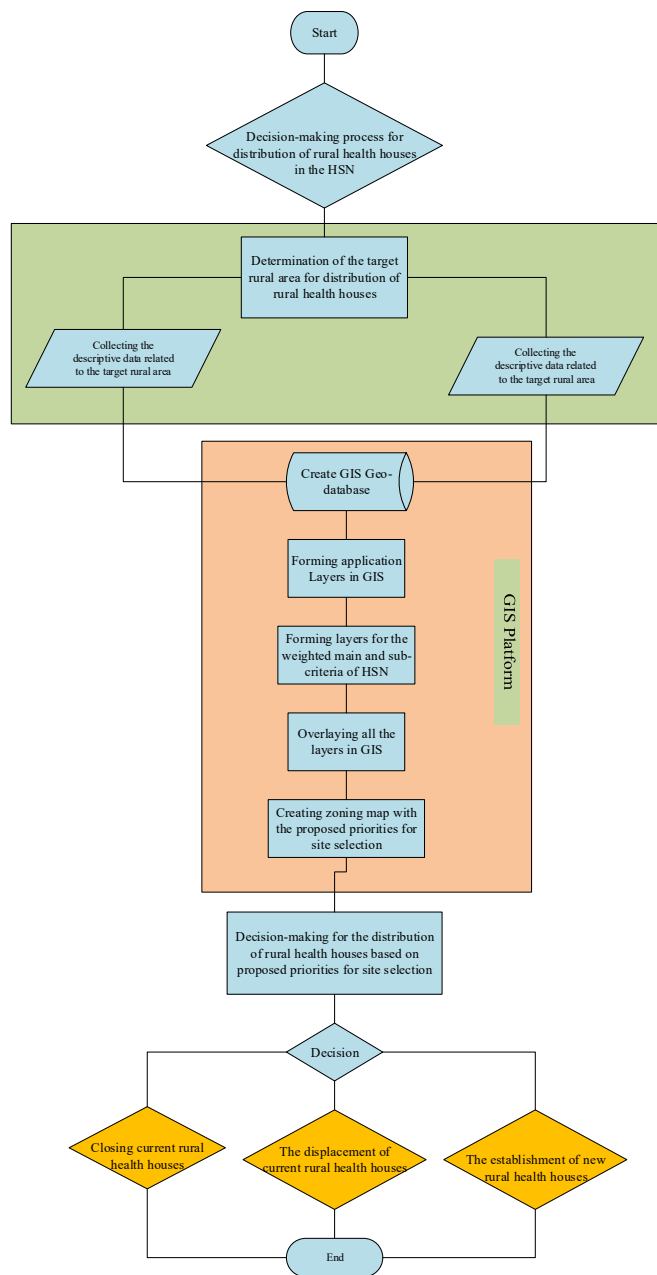 Start
Decision-making process for
distribution of rural health houses
in the HSN
Determination of the target
rural area for distribution of
rural health houses
Collecting the
descriptive data related
to the target rural area
Collecting the
descriptive data related
to the target rural area
Create GIS Geo-
database
Forming application
Layers in GIS
Forming layers for the
weighted main and sub-
criteria of HSN
GIS Platform
Overlaying all the
layers in GIS
Creating zoning map with
the proposed priorities for
site selection
Decision-making for the distribution
of rural health houses based on
proposed priorities for site selection
Decision
Closing current rural
health houses
The displacement of
current rural health houses
The establishment of new
rural health houses
End